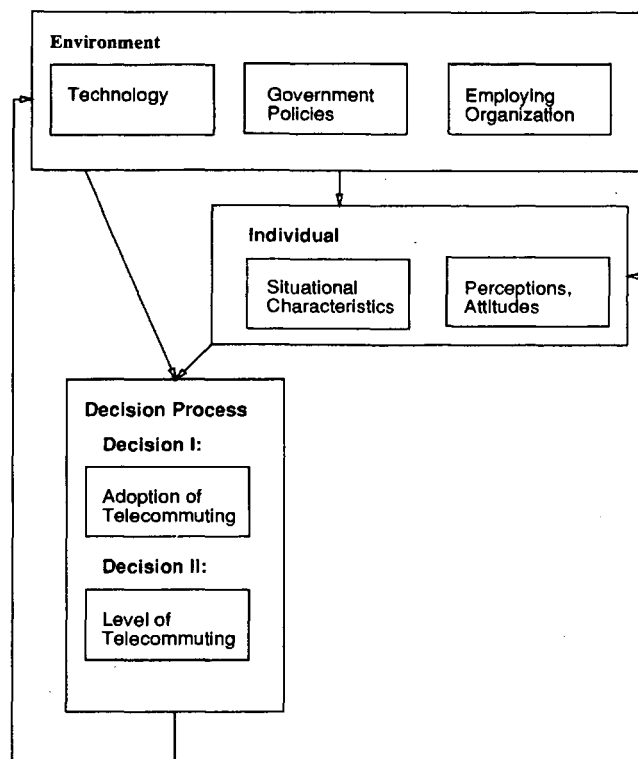 Environment
Technology
Government
Policies
Employing
Organization
Individual
Situational
Characteristics
Perceptions,
Attitudes
Decision Process
Decision I:
Adoption of
Telecommuting
Decision II:
Level of
Telecommuting